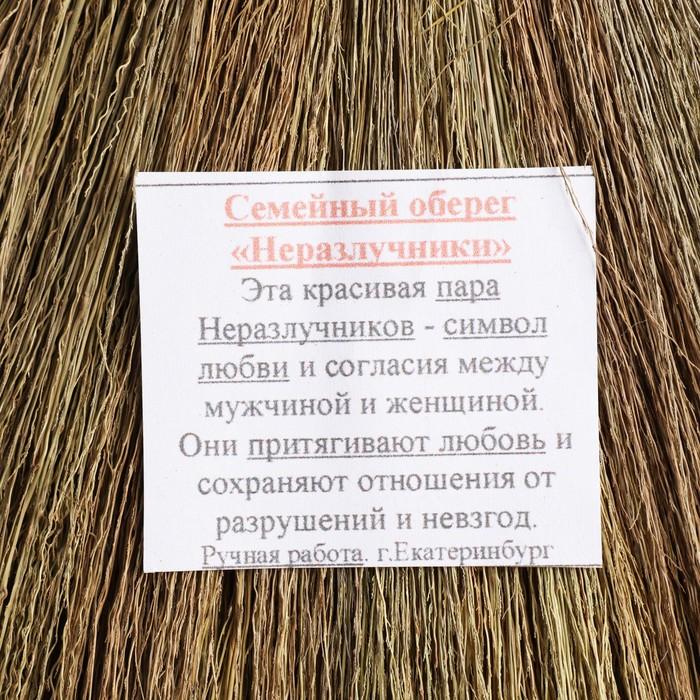 Семейный оберег
«Неразлучники»
Эта красивая пара
Неразлучников - символ
любви и согласия между
мужчиной и женщиной.
Они притягивают любовь и
сохраняют отношения от
разрушений и невзгод.
Ручная работа. г.Екатеринбург